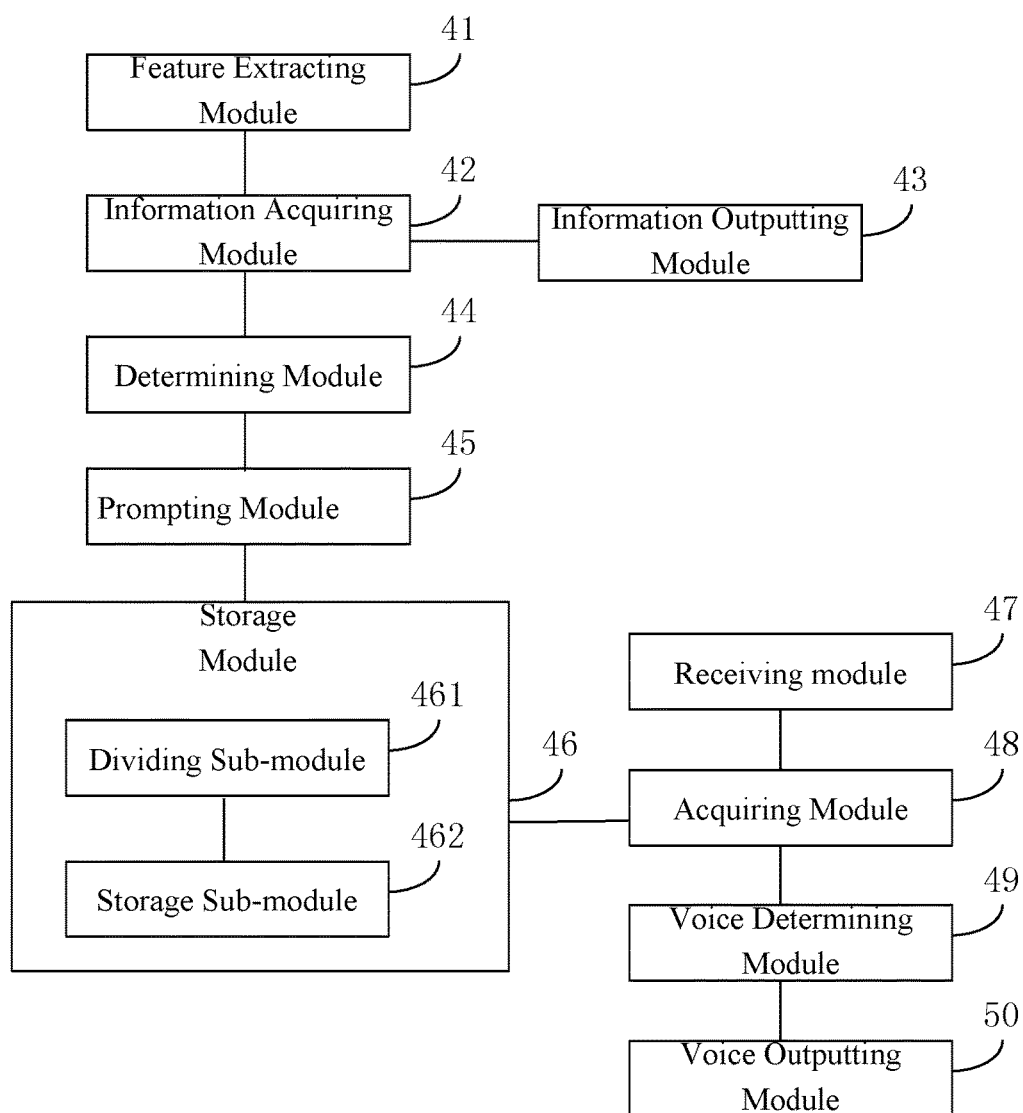 41
Feature Extracting
Module
42
Information Acquiring
Module
43
Information Outputting
Module
44
Determining Module
45
Prompting Module
Storage
Module
461
Dividing Sub-module
462
Storage Sub-module
46
47
Receiving module
48
Acquiring Module
49
Voice Determining
Module
50
Voice Outputting
Module